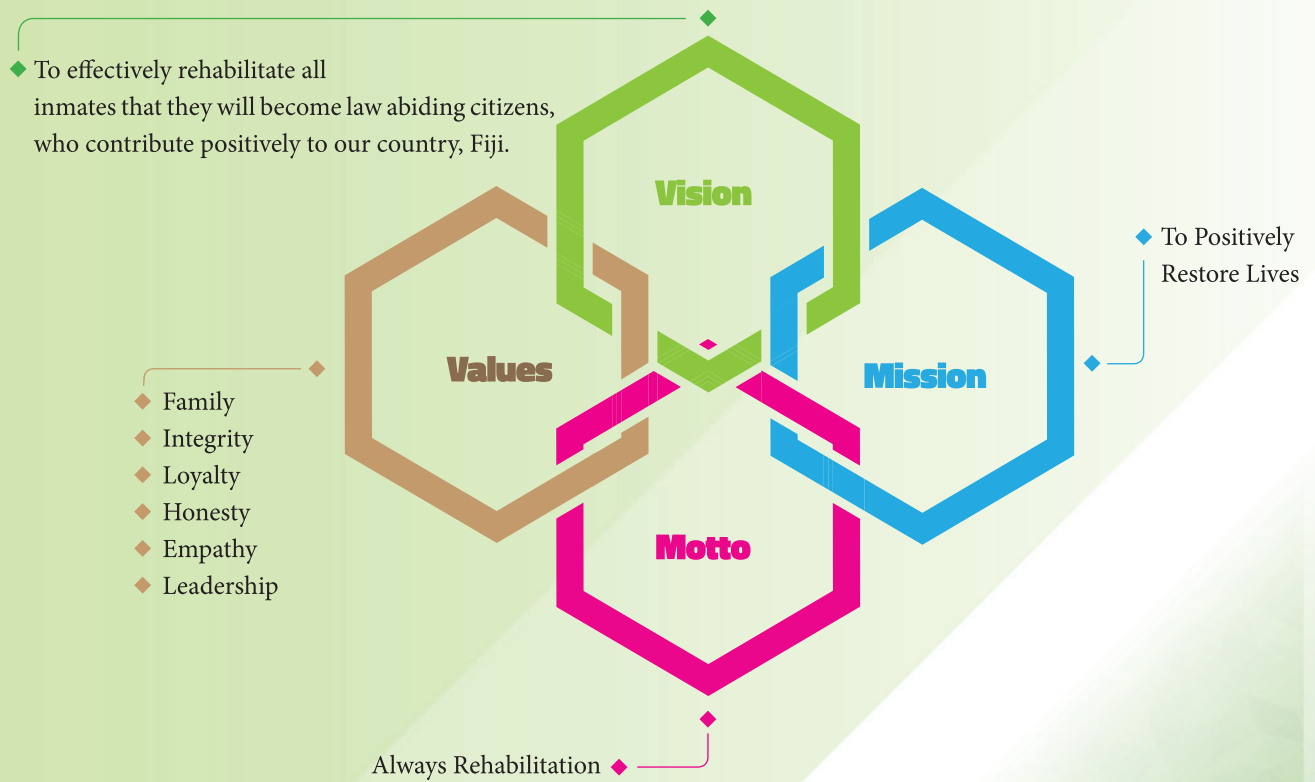 To effectively rehabilitate all
inmates that they will become law abiding citizens,
who contribute positively to our country, Fiji.
Vision
To Positively
Restore Lives
Mission
Values
Family
Integrity
Loyalty
Honesty
Empathy
Leadership
Motto
Always Rehabilitation